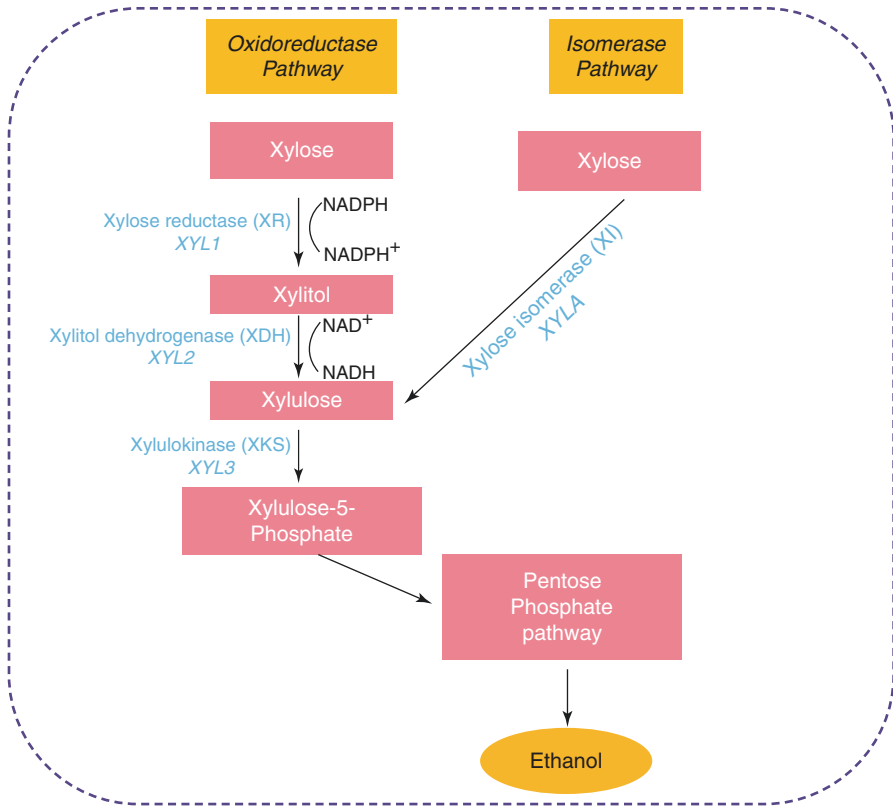 Oxidoreductase
Pathway
Isomerase
Pathway
Xylose
Xylose
Xylose reductase (XR)
XYL1
NADPH
NADPH+
Xylose isomerase (XI)
XYLA
Xylitol
Xylitol dehydrogenase (XDH)
XYL2
NAD+
NADH
Xylulose
Xylulokinase (XKS)
XYL3
Xylulose-5-
Phosphate
Pentose
Phosphate
pathway
Ethanol